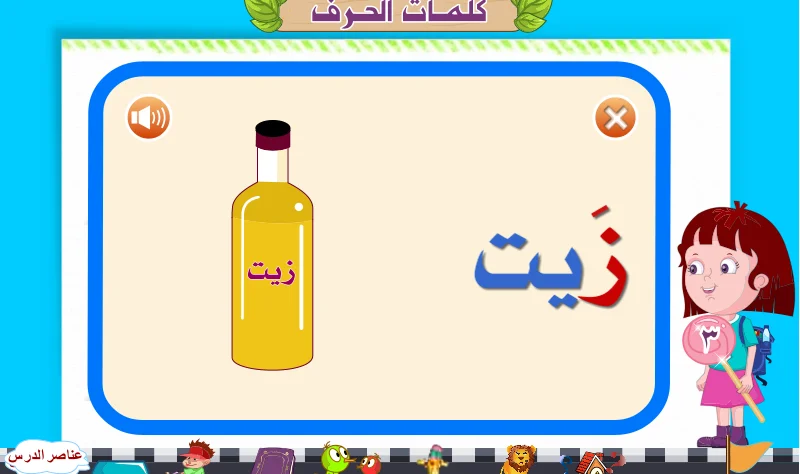 كلمات الحرف
زَيت
زيت
٣
عناصر الدرس